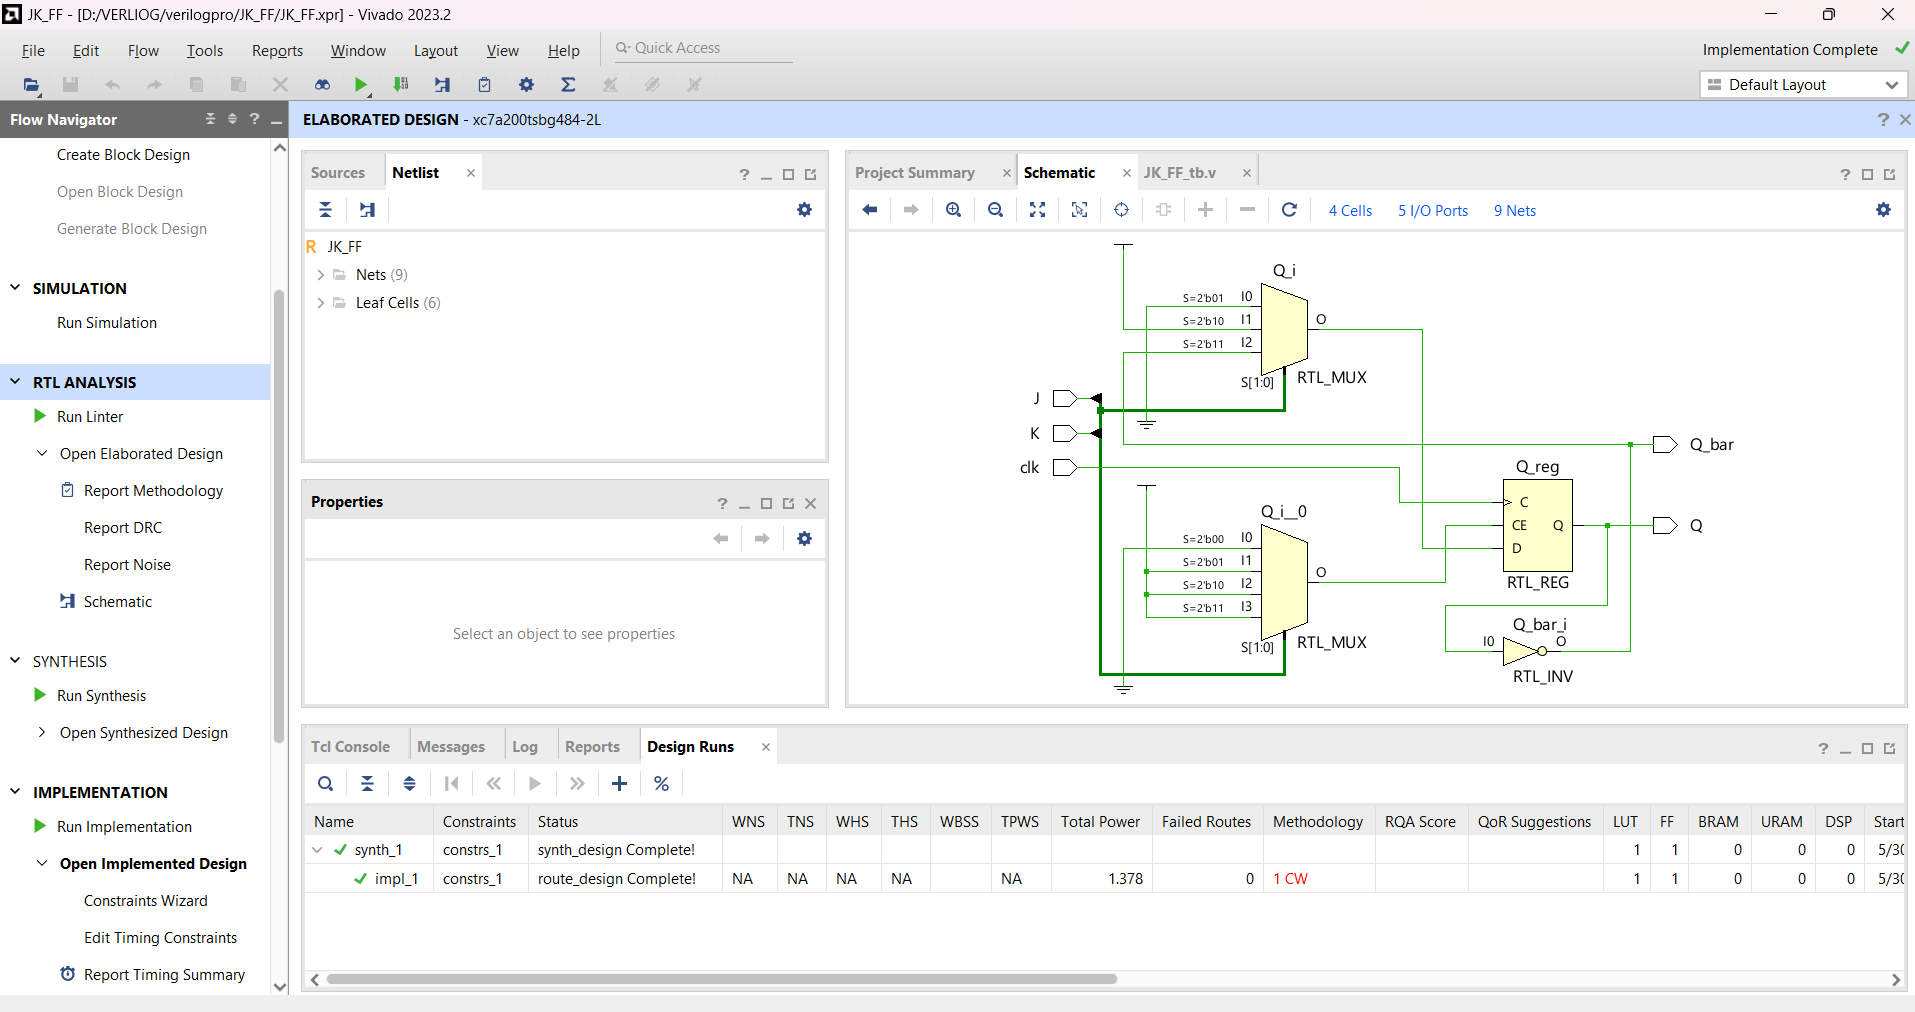 JK_FF - [D:/VERLIOG/verilogpro/JK_FF/JK_FF.xpr] - Vivado 2023.2
File Edit Flow Tools Reports Window Layout View Help Quick Access
Implementation Complete
Default Layout
Flow Navigator
ELABORATED DESIGN - xc7a200tsbg484-2L
Create Block Design
Open Block Design
Generate Block Design
SIMULATION
Run Simulation
RTL ANALYSIS
Run Linter
Open Elaborated Design
Report Methodology
Report DRC
Report Noise
Schematic
SYNTHESIS
Run Synthesis
Open Synthesized Design
IMPLEMENTATION
Run Implementation
Open Implemented Design
Constraints Wizard
Edit Timing Constraints
Report Timing Summary
Sources Netlist
R JK_FF
Nets (9)
Leaf Cells (6)
Properties
Select an object to see properties
Project Summary Schematic JK_FF_tb.v
4 Cells 5 I/O Ports 9 Nets
Q_i
S=2'b01 I0
S=2'b10 I1 O
S=2'b11 I2
S[1:0] RTL_MUX
J
K
clk
Q_bar
Q_reg
C
CE Q
D
RTL_REG
Q
Q_i__0
S=2'b00 I0
S=2'b01 I1
S=2'b10 I2 O
S=2'b11 I3
S[1:0] RTL_MUX
Q_bar_i
I0 O
RTL_INV
Tcl Console Messages Log Reports Design Runs
Name Constraints Status WNS TNS WHS THS WBSS TPWS Total Power Failed Routes Methodology RQA Score QoR Suggestions LUT FF BRAM URAM DSP Start
synth_1 constrs_1 synth_design Complete! 1 1 0 0 0 5/30
impl_1 constrs_1 route_design Complete! NA NA NA NA NA 1.378 0 1 CW 1 1 0 0 0 5/30